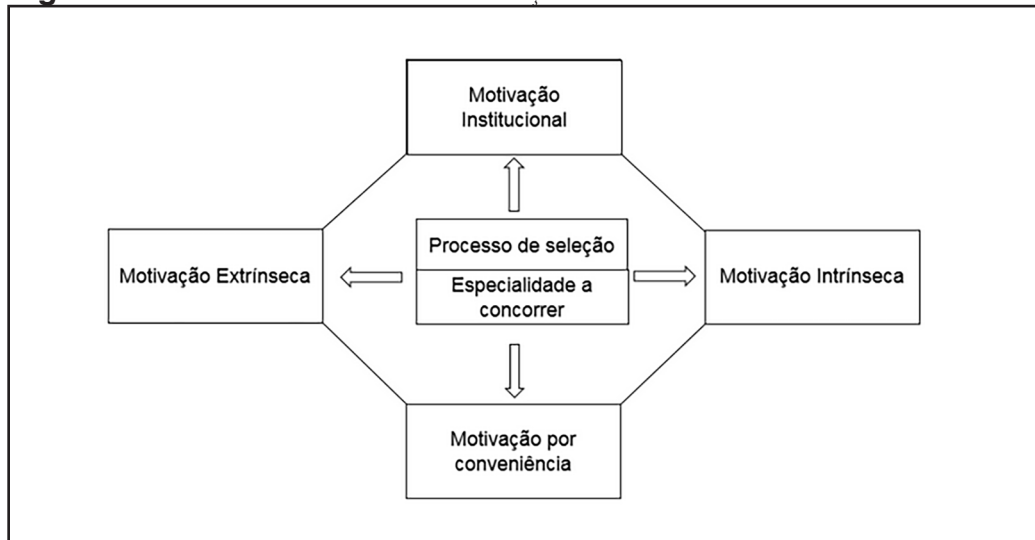 Motivação
Institucional
Processo de seleção
Motivação Extrínseca
Especialidade a
concorrer
Motivação Intrínseca
Motivação por
conveniência